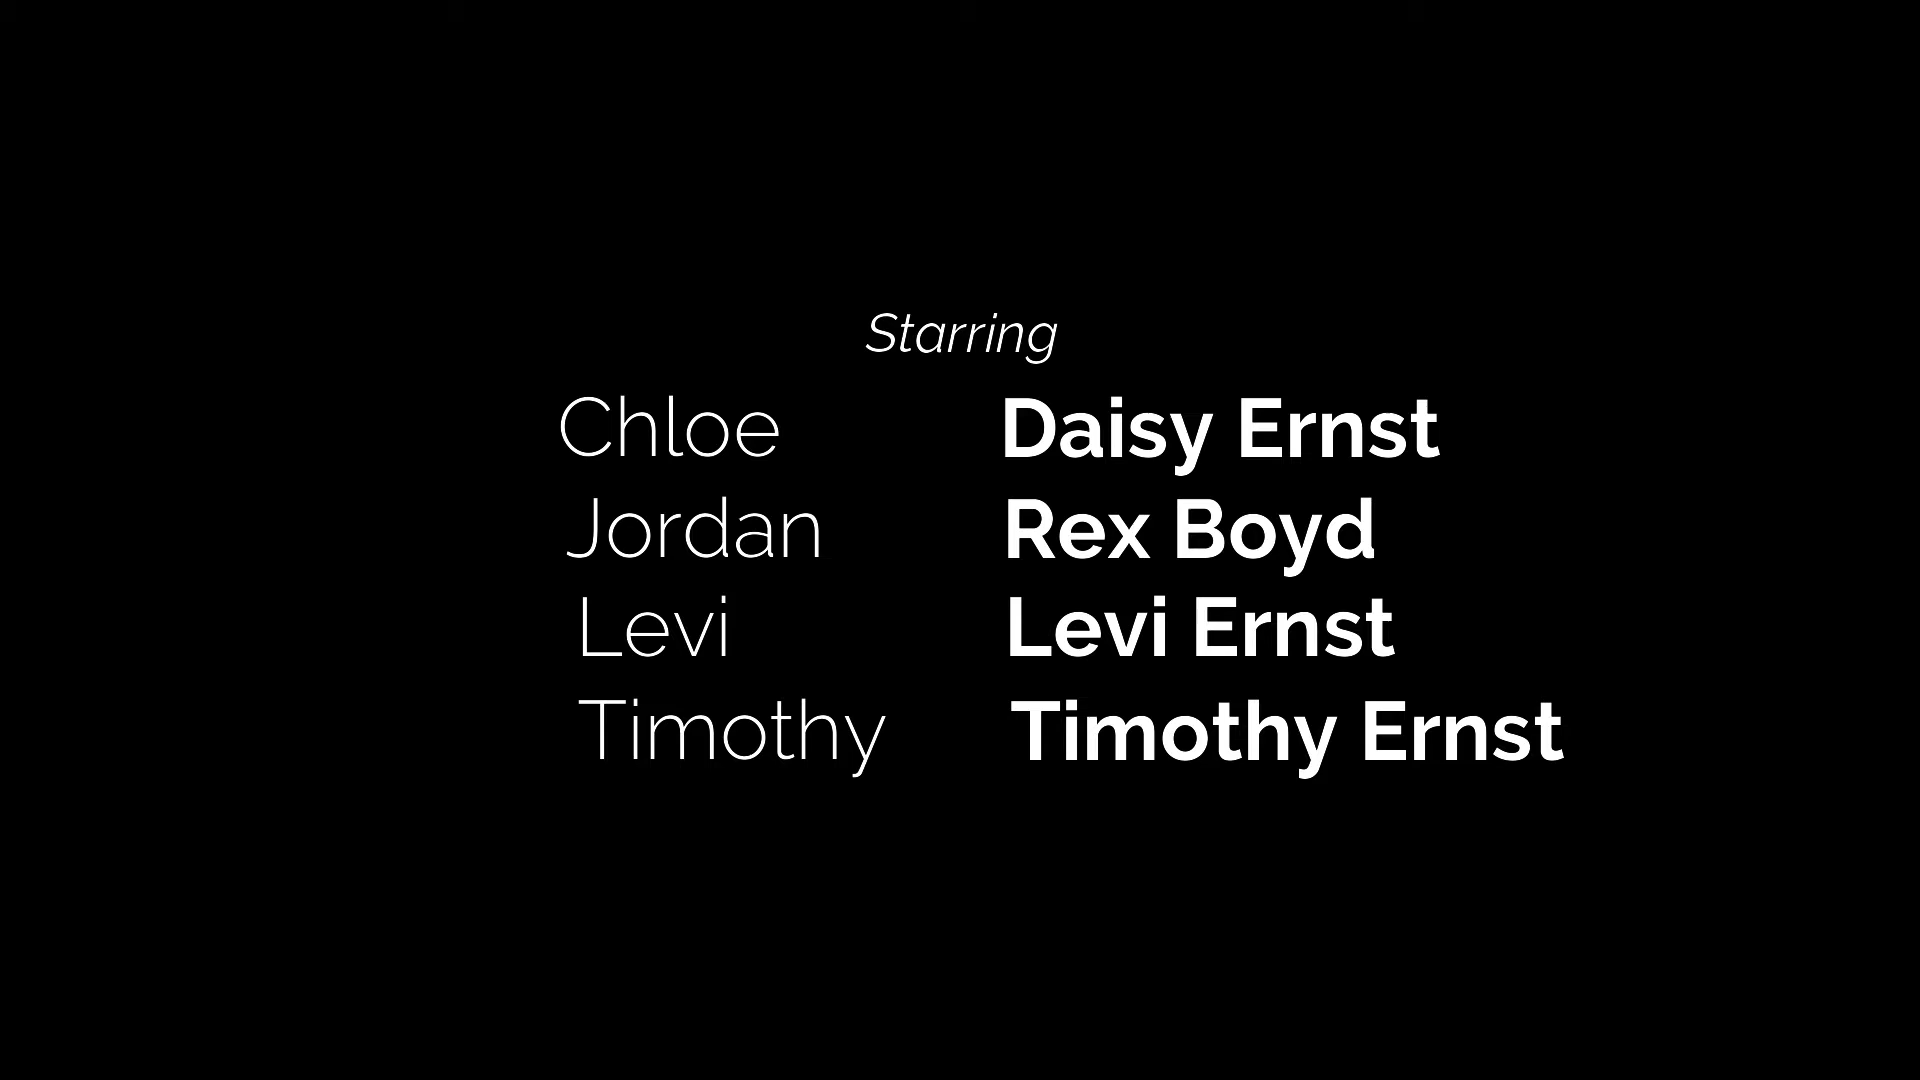 Starring
Chloe Daisy Ernst
Jordan Rex Boyd
Levi Levi Ernst
Timothy Timothy Ernst